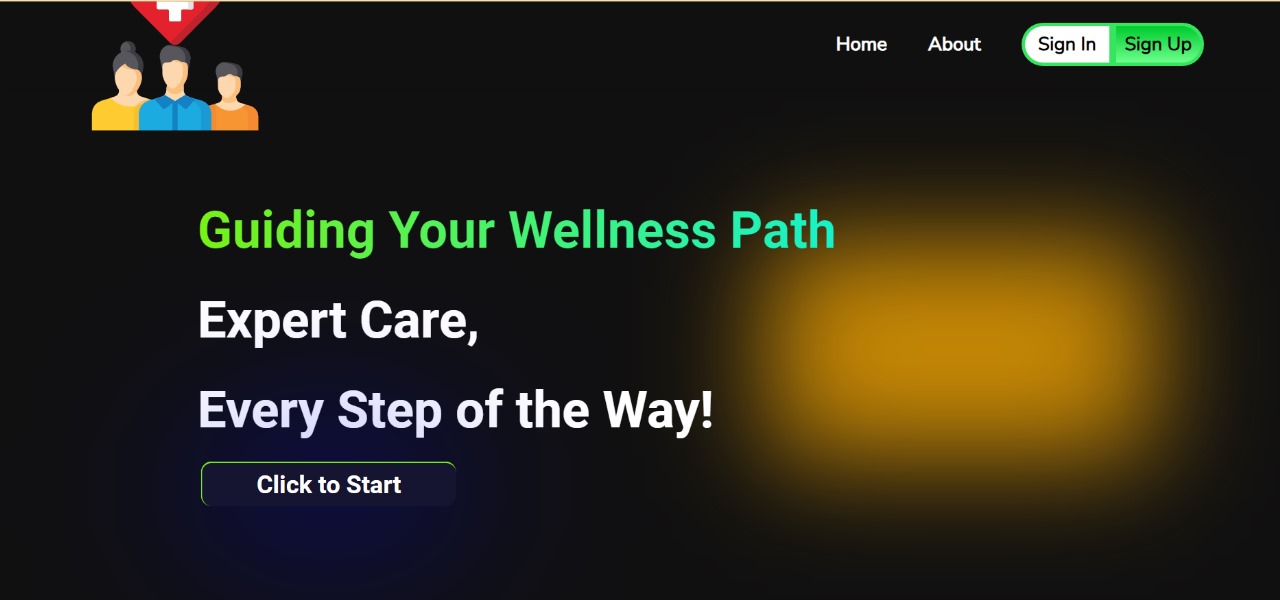 Home About Sign In Sign Up
Guiding Your Wellness Path
Expert Care,
Every Step of the Way!
Click to Start